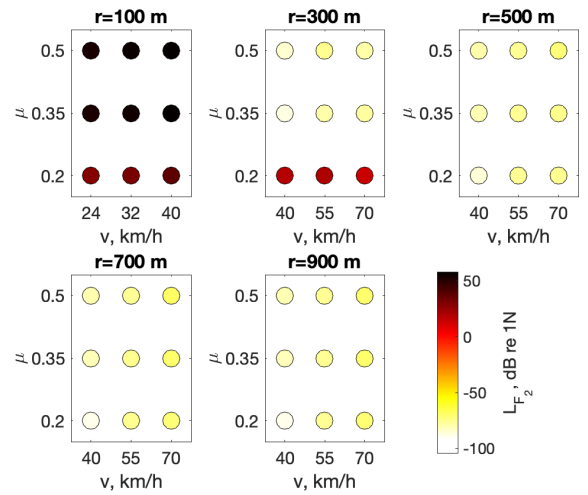 r=100 m
0.5
μ 0.35
0.2
24 32 40
v, km/h
r=300 m
0.5
μ 0.35
0.2
40 55 70
v, km/h
r=500 m
0.5
μ 0.35
0.2
40 55 70
v, km/h
r=700 m
0.5
μ 0.35
0.2
40 55 70
v, km/h
r=900 m
0.5
μ 0.35
0.2
40 55 70
v, km/h
50
0
-50
-100
L_F_2 , dB re 1N